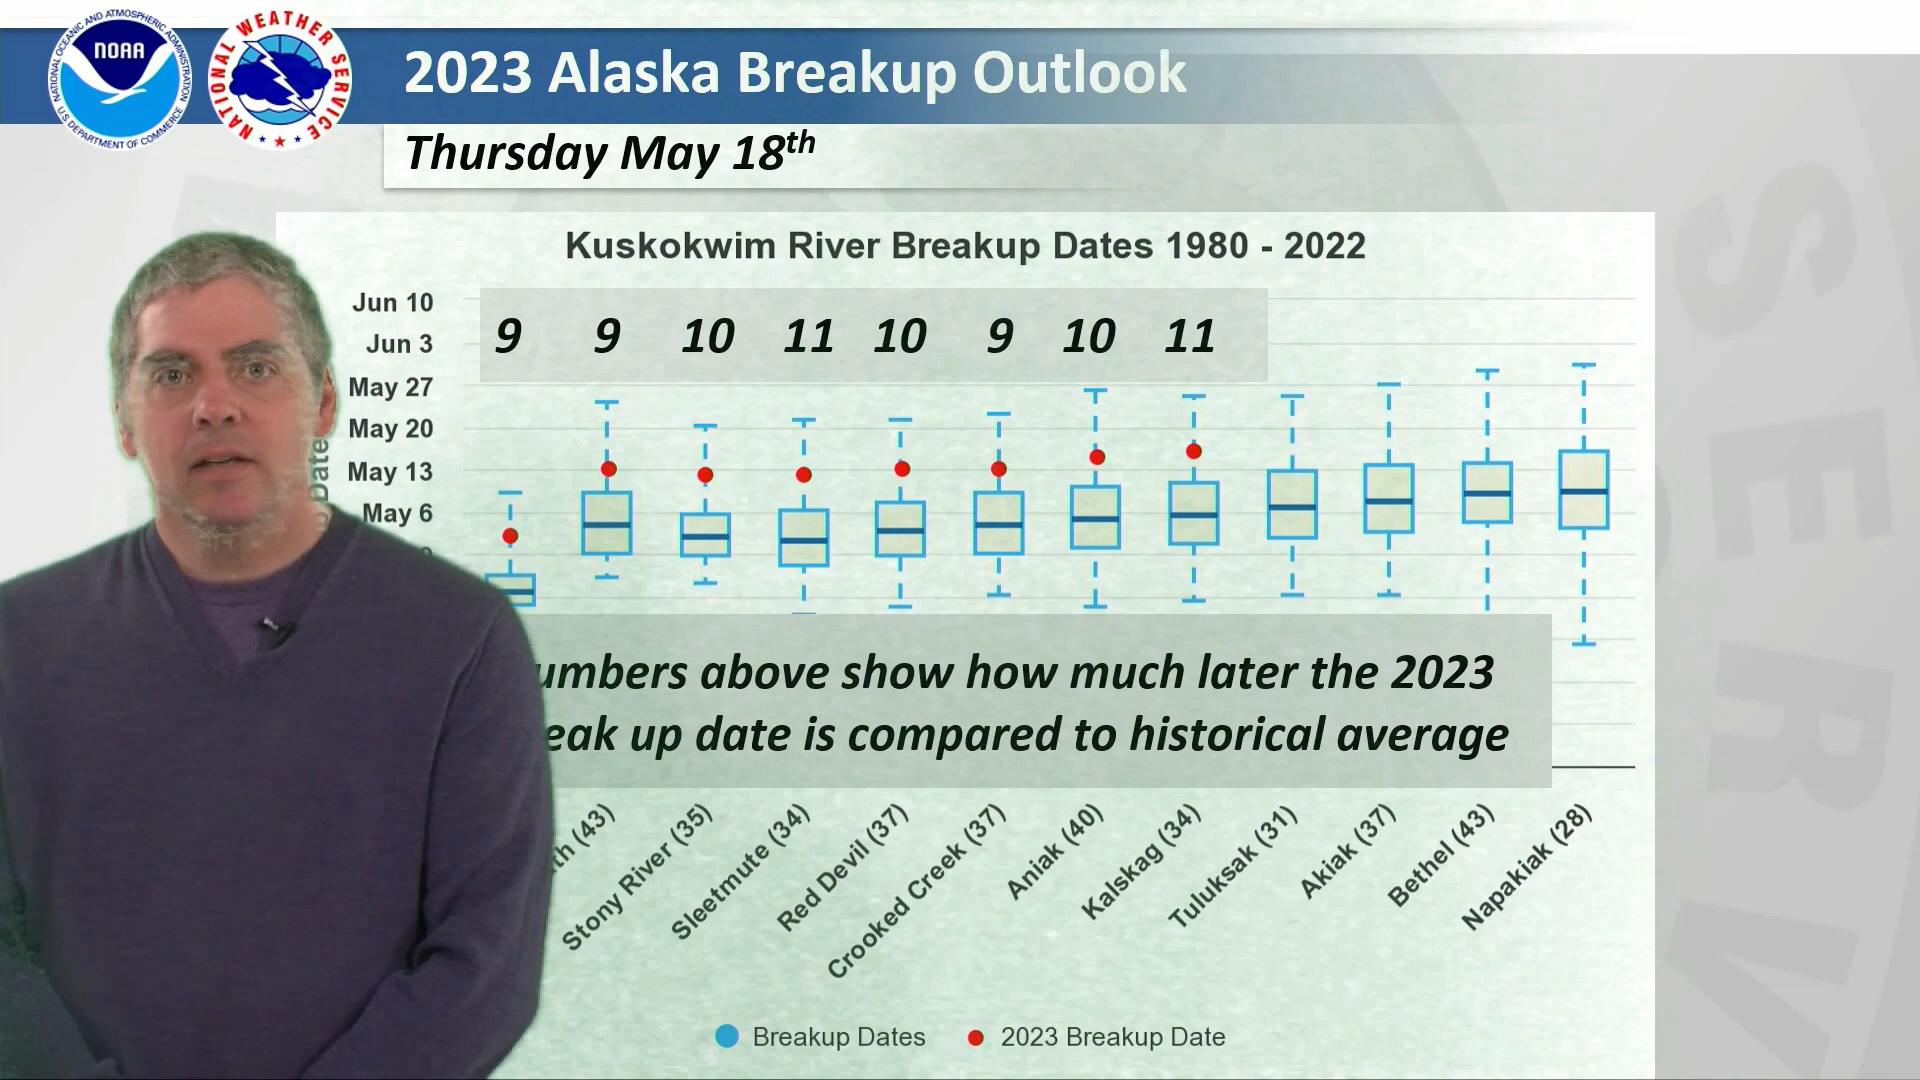 NATIONAL OCEANIC AND ATMOSPHERIC ADMINISTRATION
U.S. DEPARTMENT OF COMMERCE
NOAA
NATIONAL WEATHER SERVICE
2023 Alaska Breakup Outlook
Thursday May 18th
Kuskokwim River Breakup Dates 1980 - 2022
Jun 10
Jun 3
May 27
May 20
May 13
May 6
Date
9 9 10 11 10 9 10 11
umbers above show how much later the 2023
eak up date is compared to historical average
th (43)
Stony River (35)
Sleetmute (34)
Red Devil (37)
Crooked Creek (37)
Aniak (40)
Kalskag (34)
Tuluksak (31)
Akiak (37)
Bethel (43)
Napakiak (28)
Breakup Dates
2023 Breakup Date
SERV